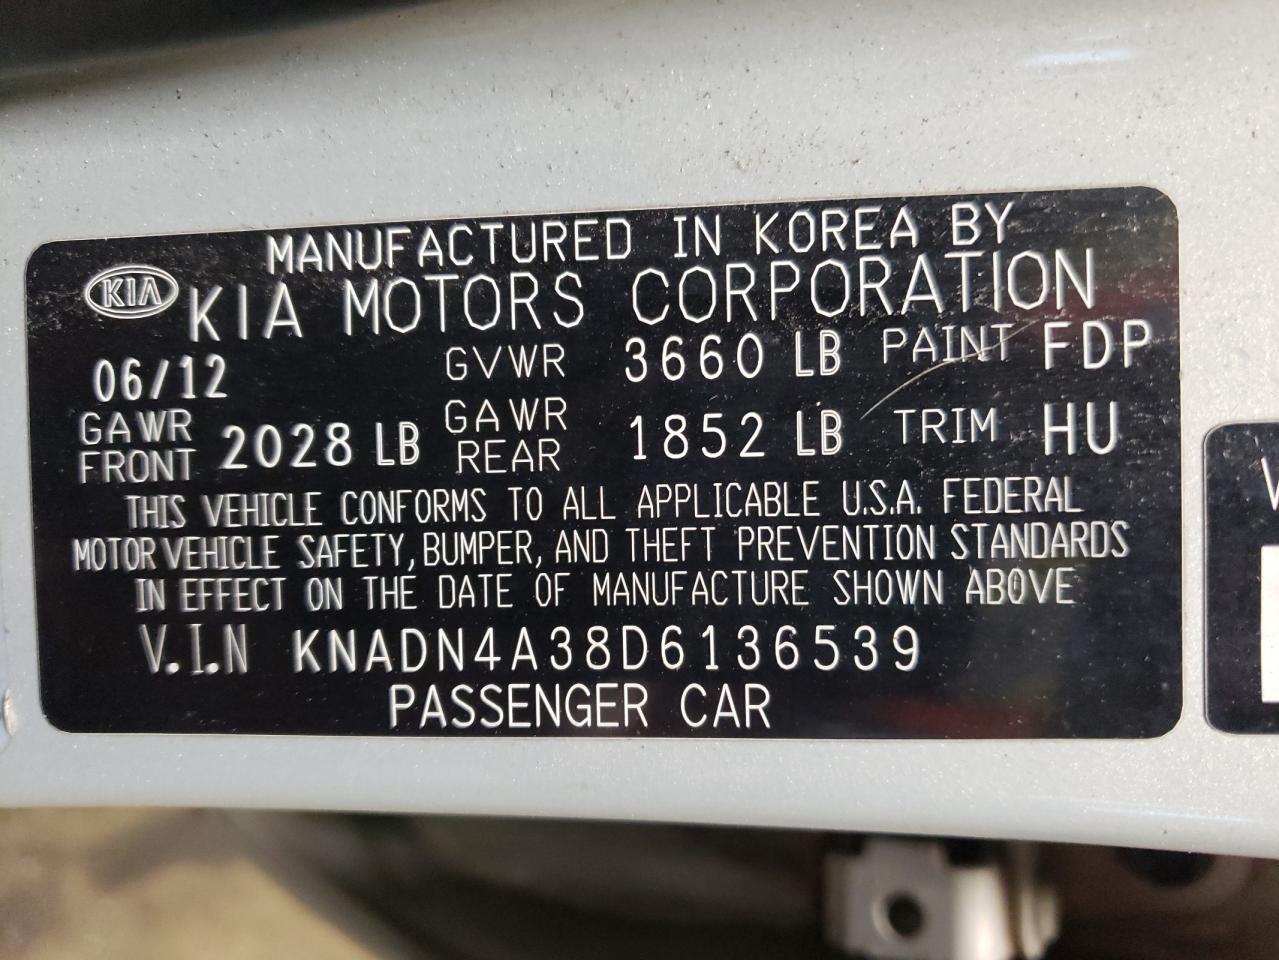 MANUFACTURED IN KOREA BY
KIA KIA MOTORS CORPORATION
06/12 GVWR 3660 LB PAINT FDP
GAWR FRONT 2028 LB GAWR REAR 1852 LB TRIM HU
THIS VEHICLE CONFORMS TO ALL APPLICABLE U.S.A. FEDERAL
MOTOR VEHICLE SAFETY, BUMPER, AND THEFT PREVENTION STANDARDS
IN EFFECT ON THE DATE OF MANUFACTURE SHOWN ABOVE
V.I.N KNADN4A38D6136539
PASSENGER CAR